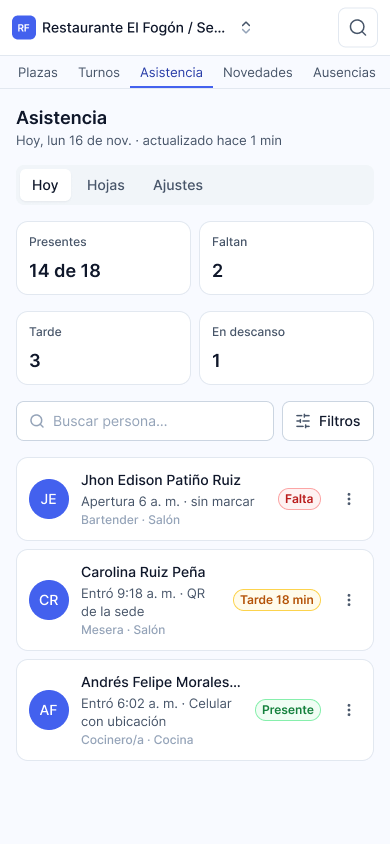 RF Restaurante El Fogón / Se...
Plazas Turnos Asistencia Novedades Ausencias
Asistencia
Hoy, lun 16 de nov. · actualizado hace 1 min
Hoy Hojas Ajustes
Presentes
14 de 18
Faltan
2
Tarde
3
En descanso
1
Buscar persona...
Filtros
JE
Jhon Edison Patiño Ruiz
Apertura 6 a. m. · sin marcar
Bartender · Salón
Falta
CR
Carolina Ruiz Peña
Entró 9:18 a. m. · QR
de la sede
Mesera · Salón
Tarde 18 min
AF
Andrés Felipe Morales...
Entró 6:02 a. m. · Celular
con ubicación
Cocinero/a · Cocina
Presente